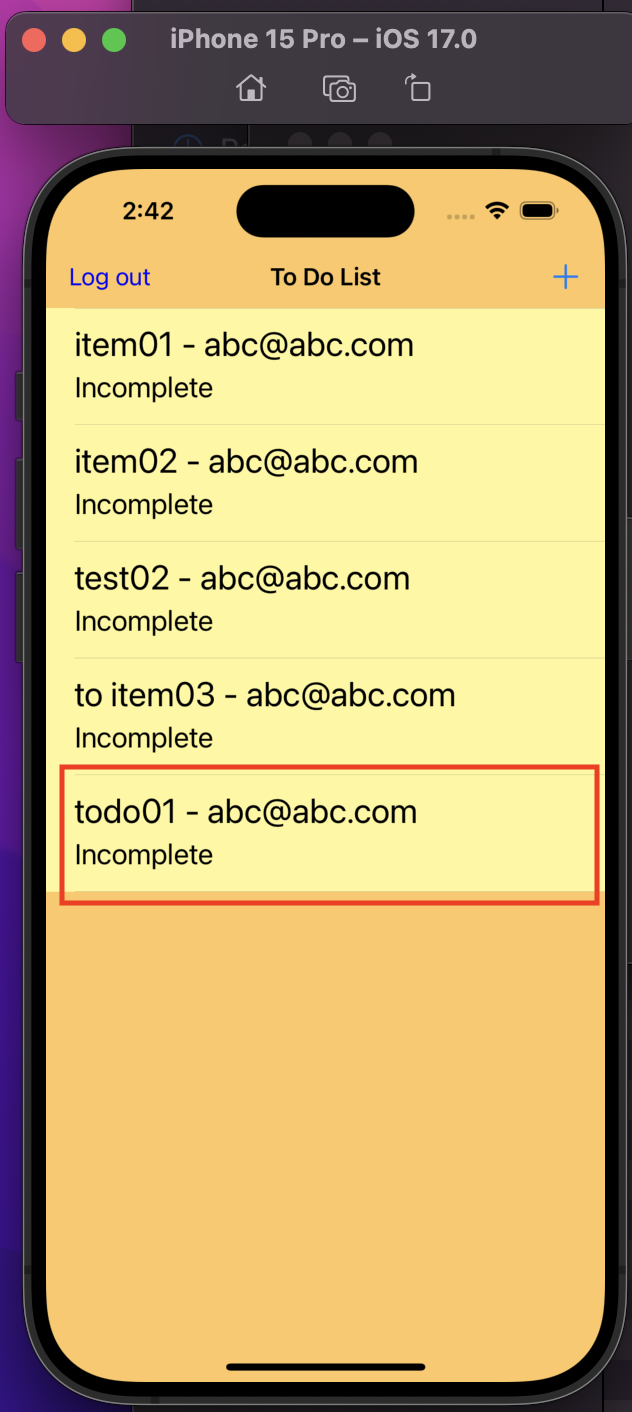 iPhone 15 Pro – iOS 17.0
2:42
Log out
To Do List
+
item01 - abc@abc.com
Incomplete
item02 - abc@abc.com
Incomplete
test02 - abc@abc.com
Incomplete
to item03 - abc@abc.com
Incomplete
todo01 - abc@abc.com
Incomplete